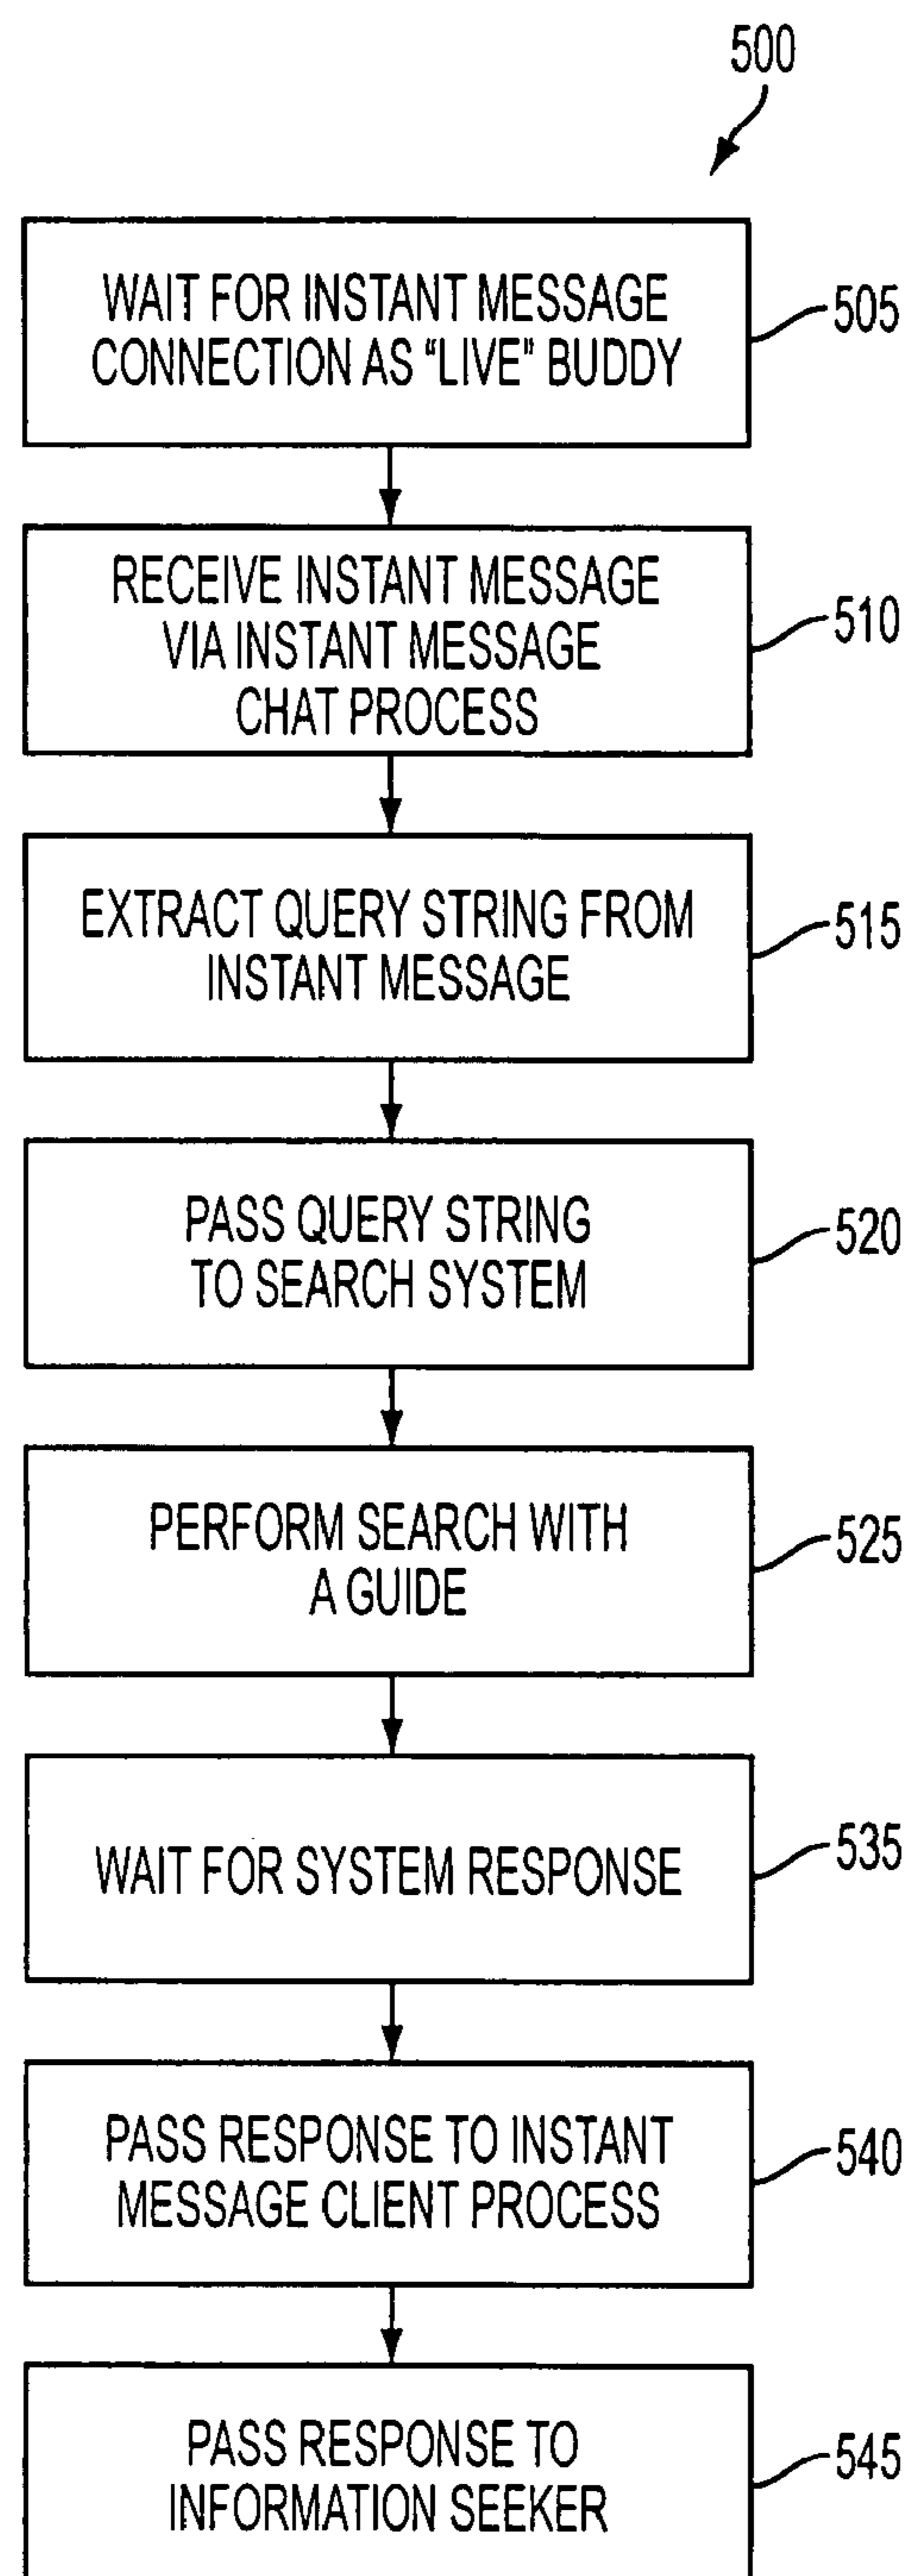 500
WAIT FOR INSTANT MESSAGE
CONNECTION AS "LIVE" BUDDY
505
RECEIVE INSTANT MESSAGE
VIA INSTANT MESSAGE
CHAT PROCESS
510
EXTRACT QUERY STRING FROM
INSTANT MESSAGE
515
PASS QUERY STRING
TO SEARCH SYSTEM
520
PERFORM SEARCH WITH
A GUIDE
525
WAIT FOR SYSTEM RESPONSE
535
PASS RESPONSE TO INSTANT
MESSAGE CLIENT PROCESS
540
PASS RESPONSE TO
INFORMATION SEEKER
545